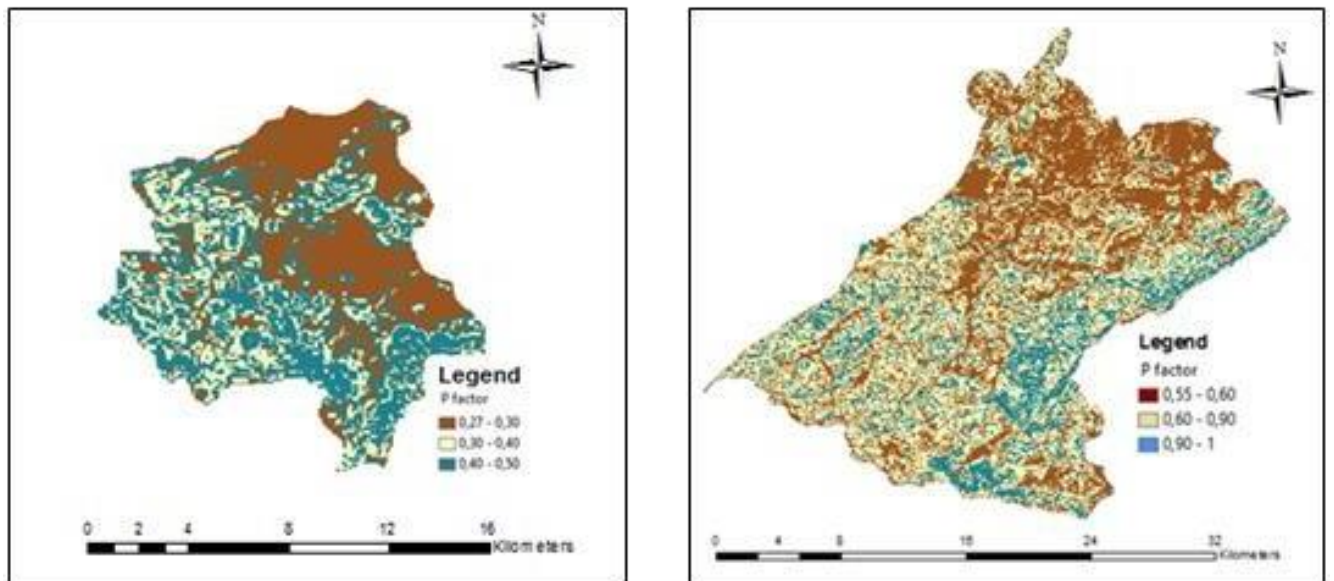 N
Legend
P factor
0,27 - 0,30
0,30 - 0,40
0,40 - 0,50
0 2 4 8 12 16
Kilometers
N
Legend
P factor
0,55 - 0,60
0,60 - 0,90
0,90 - 1
0 4 8 16 24 32
Kilometers